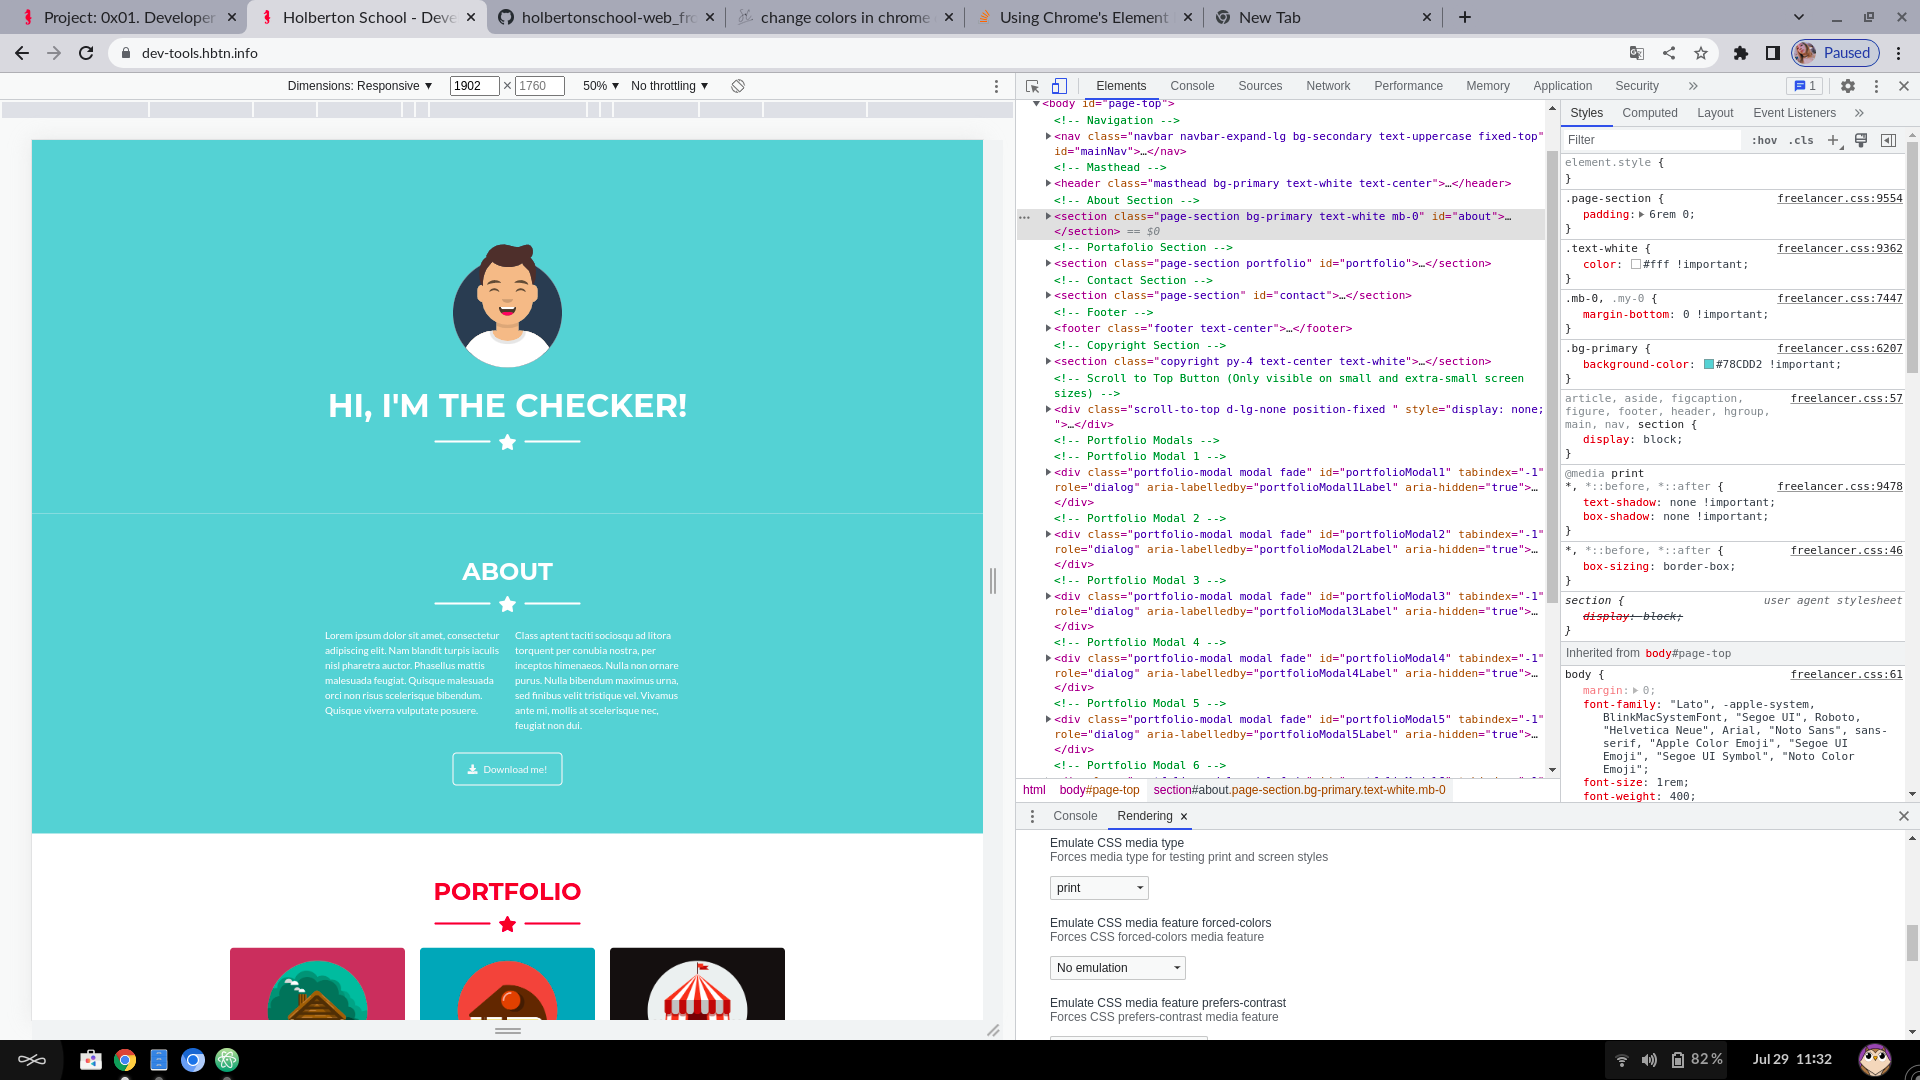 Project: 0x01. Developer
Holberton School - Deve
holbertonschool-web_fro
change colors in chrome
Using Chrome's Element
New Tab
dev-tools.hbtn.info
Paused
Dimensions: Responsive
1902 × 1760
50%
No throttling
HI, I'M THE CHECKER!
ABOUT
Lorem ipsum dolor sit amet, consectetur
adipiscing elit. Nam blandit turpis iaculis
nisl pharetra auctor. Phasellus mattis
malesuada feugiat. Quisque malesuada
orci non risus scelerisque bibendum.
Quisque viverra vulputate posuere.
Class aptent taciti sociosqu ad litora
torquent per conubia nostra, per
inceptos himenaeos. Nulla non ornare
purus. Nulla bibendum maximus urna,
sed finibus velit tristique vel. Vivamus
ante mi, mollis at scelerisque nec,
feugiat non dui.
Download me!
PORTFOLIO
Elements
Console
Sources
Network
Performance
Memory
Application
Security
1
<body id="page-top">
<!-- Navigation -->
<nav class="navbar navbar-expand-lg bg-secondary text-uppercase fixed-top"
id="mainNav">…</nav>
<!-- Masthead -->
<header class="masthead bg-primary text-white text-center">…</header>
<!-- About Section -->
<section class="page-section bg-primary text-white mb-0" id="about">…
</section> == $0
<!-- Portafolio Section -->
<section class="page-section portfolio" id="portfolio">…</section>
<!-- Contact Section -->
<section class="page-section" id="contact">…</section>
<!-- Footer -->
<footer class="footer text-center">…</footer>
<!-- Copyright Section -->
<section class="copyright py-4 text-center text-white">…</section>
<!-- Scroll to Top Button (Only visible on small and extra-small screen
sizes) -->
<div class="scroll-to-top d-lg-none position-fixed " style="display: none;
">…</div>
<!-- Portfolio Modals -->
<!-- Portfolio Modal 1 -->
<div class="portfolio-modal modal fade" id="portfolioModal1" tabindex="-1"
role="dialog" aria-labelledby="portfolioModal1Label" aria-hidden="true">…
</div>
<!-- Portfolio Modal 2 -->
<div class="portfolio-modal modal fade" id="portfolioModal2" tabindex="-1"
role="dialog" aria-labelledby="portfolioModal2Label" aria-hidden="true">…
</div>
<!-- Portfolio Modal 3 -->
<div class="portfolio-modal modal fade" id="portfolioModal3" tabindex="-1"
role="dialog" aria-labelledby="portfolioModal3Label" aria-hidden="true">…
</div>
<!-- Portfolio Modal 4 -->
<div class="portfolio-modal modal fade" id="portfolioModal4" tabindex="-1"
role="dialog" aria-labelledby="portfolioModal4Label" aria-hidden="true">…
</div>
<!-- Portfolio Modal 5 -->
<div class="portfolio-modal modal fade" id="portfolioModal5" tabindex="-1"
role="dialog" aria-labelledby="portfolioModal5Label" aria-hidden="true">…
</div>
<!-- Portfolio Modal 6 -->
html
body#page-top
section#about.page-section.bg-primary.text-white.mb-0
Styles
Computed
Layout
Event Listeners
Filter
:hov
.cls
element.style {
}
.page-section { freelancer.css:9554
padding: 6rem 0;
}
.text-white { freelancer.css:9362
color: #fff !important;
}
.mb-0, .my-0 { freelancer.css:7447
margin-bottom: 0 !important;
}
.bg-primary { freelancer.css:6207
background-color: #78CDD2 !important;
}
article, aside, figcaption, freelancer.css:57
figure, footer, header, hgroup,
main, nav, section {
display: block;
}
@media print
*, *::before, *::after { freelancer.css:9478
text-shadow: none !important;
box-shadow: none !important;
}
*, *::before, *::after { freelancer.css:46
box-sizing: border-box;
}
section { user agent stylesheet
display: block;
}
Inherited from body#page-top
body { freelancer.css:61
margin: 0;
font-family: "Lato", -apple-system,
BlinkMacSystemFont, "Segoe UI", Roboto,
"Helvetica Neue", Arial, "Noto Sans", sans-
serif, "Apple Color Emoji", "Segoe UI
Emoji", "Segoe UI Symbol", "Noto Color
Emoji";
font-size: 1rem;
font-weight: 400;
Console
Rendering
Emulate CSS media type
Forces media type for testing print and screen styles
print
Emulate CSS media feature forced-colors
Forces CSS forced-colors media feature
No emulation
Emulate CSS media feature prefers-contrast
Forces CSS prefers-contrast media feature
82 %
Jul 29 11:32